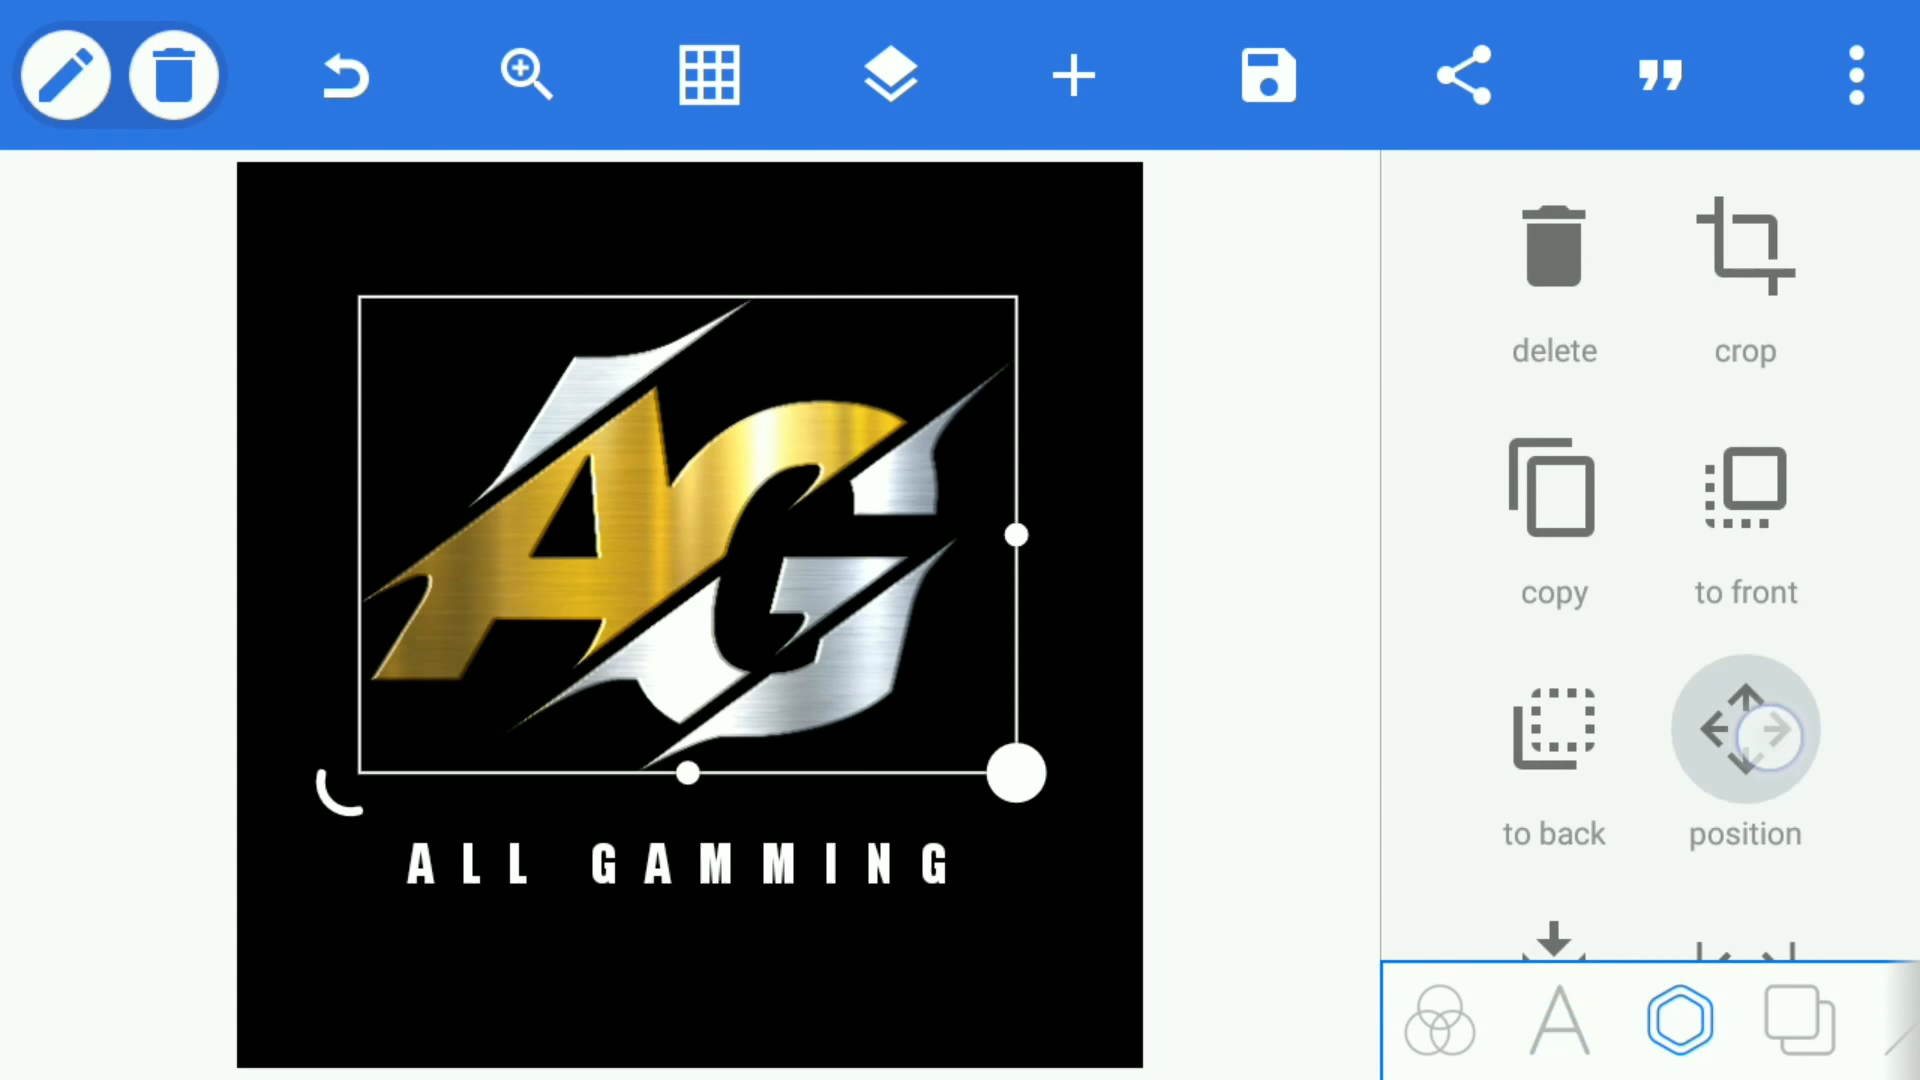 AG
ALL GAMMING
delete
crop
copy
to front
to back
position